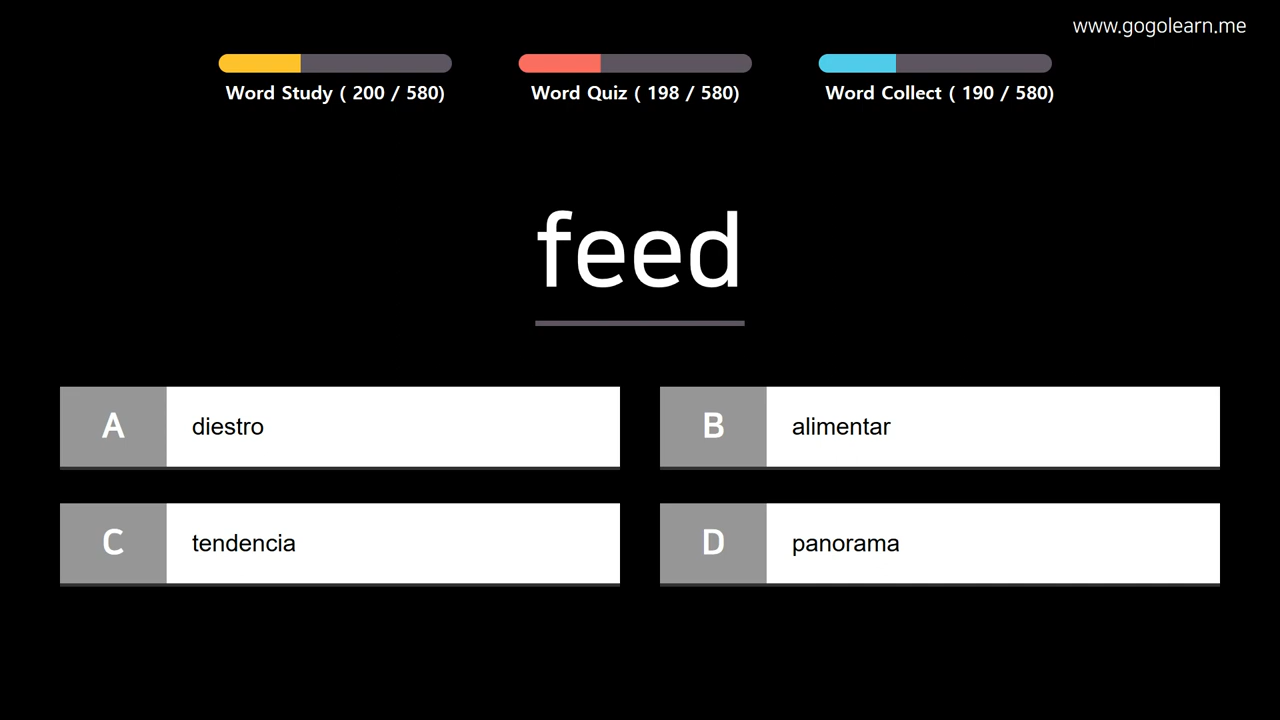 www.gogolearn.me
Word Study ( 200 / 580)
Word Quiz ( 198 / 580)
Word Collect ( 190 / 580)
feed
A
diestro
B
alimentar
C
tendencia
D
panorama